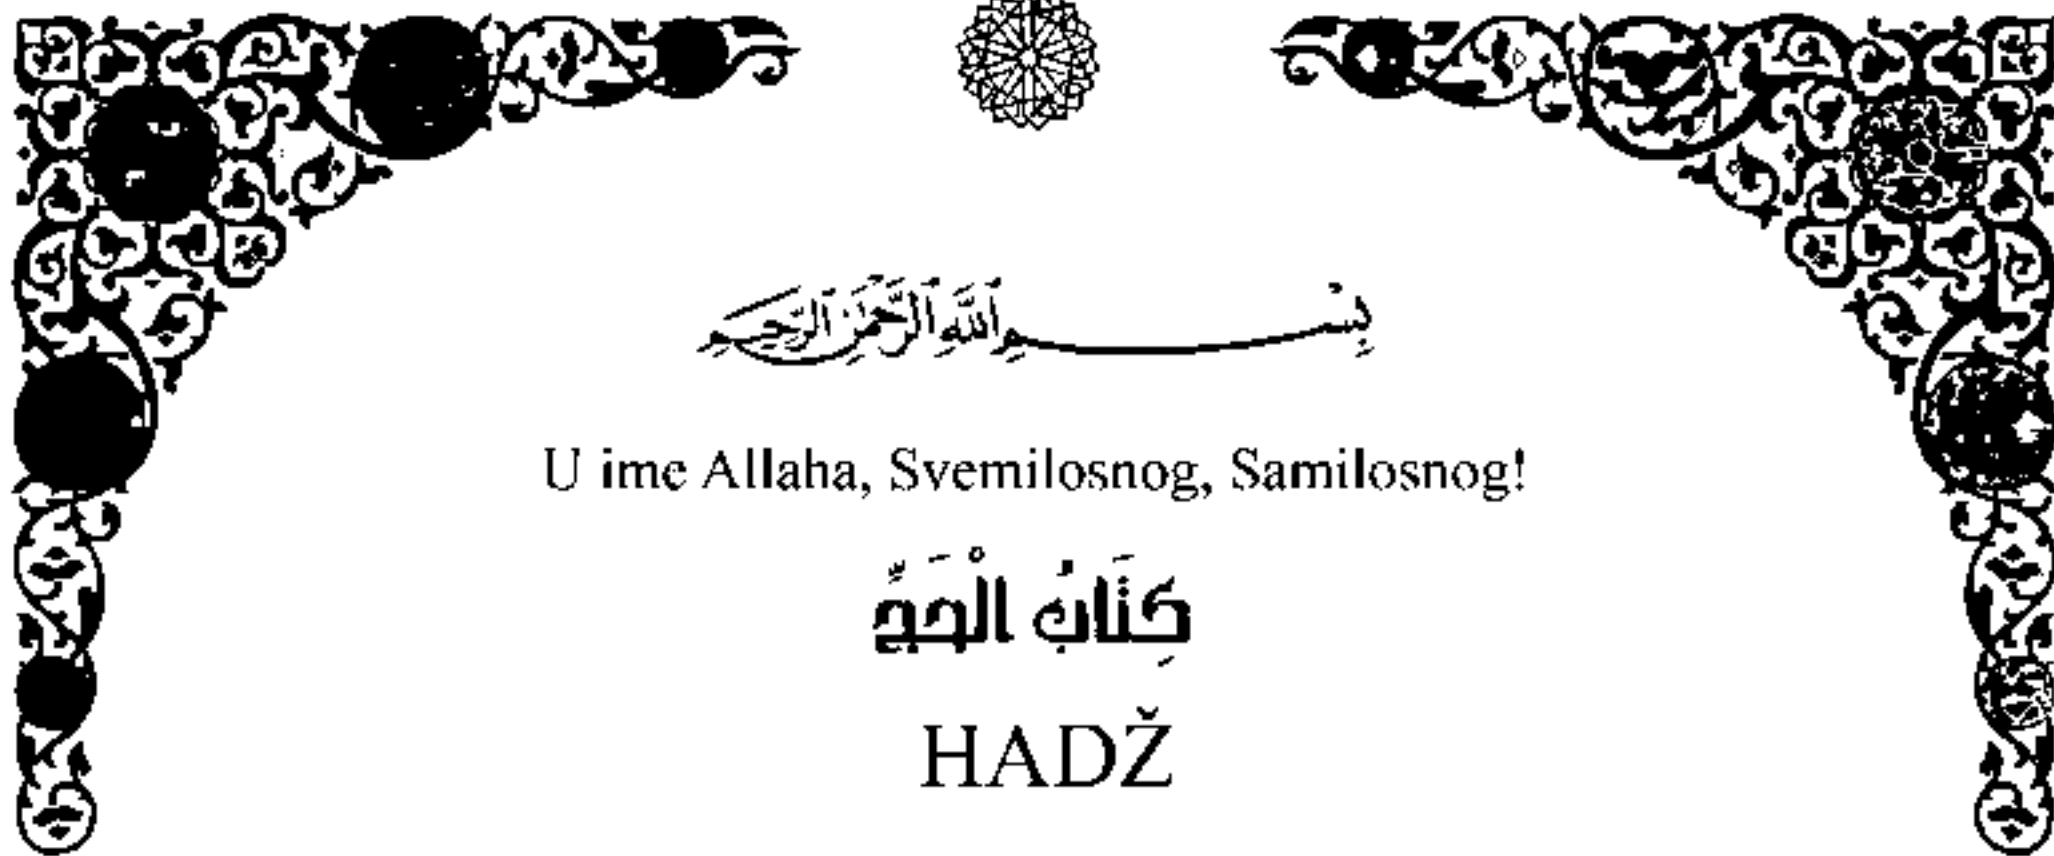 بِسْمِ اللَّهِ الرَّحْمَنِ الرَّحِيمِ
U ime Allaha, Svemilosnog, Samilosnog!
كِتَابُ الْحَجِّ
HADŽ